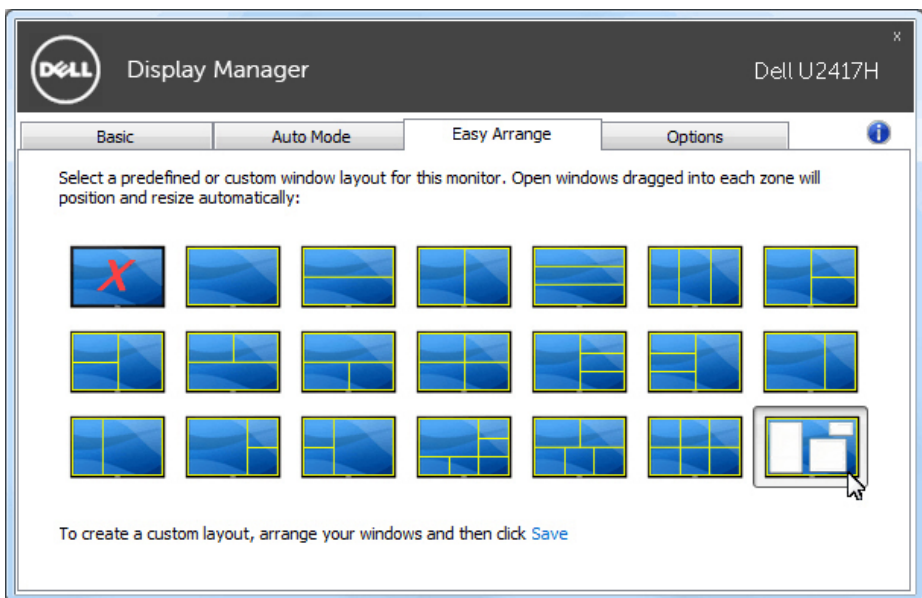 x
DELL
Display Manager
Dell U2417H
Basic
Auto Mode
Easy Arrange
Options
i
Select a predefined or custom window layout for this monitor. Open windows dragged into each zone will
position and resize automatically:
X
To create a custom layout, arrange your windows and then click Save